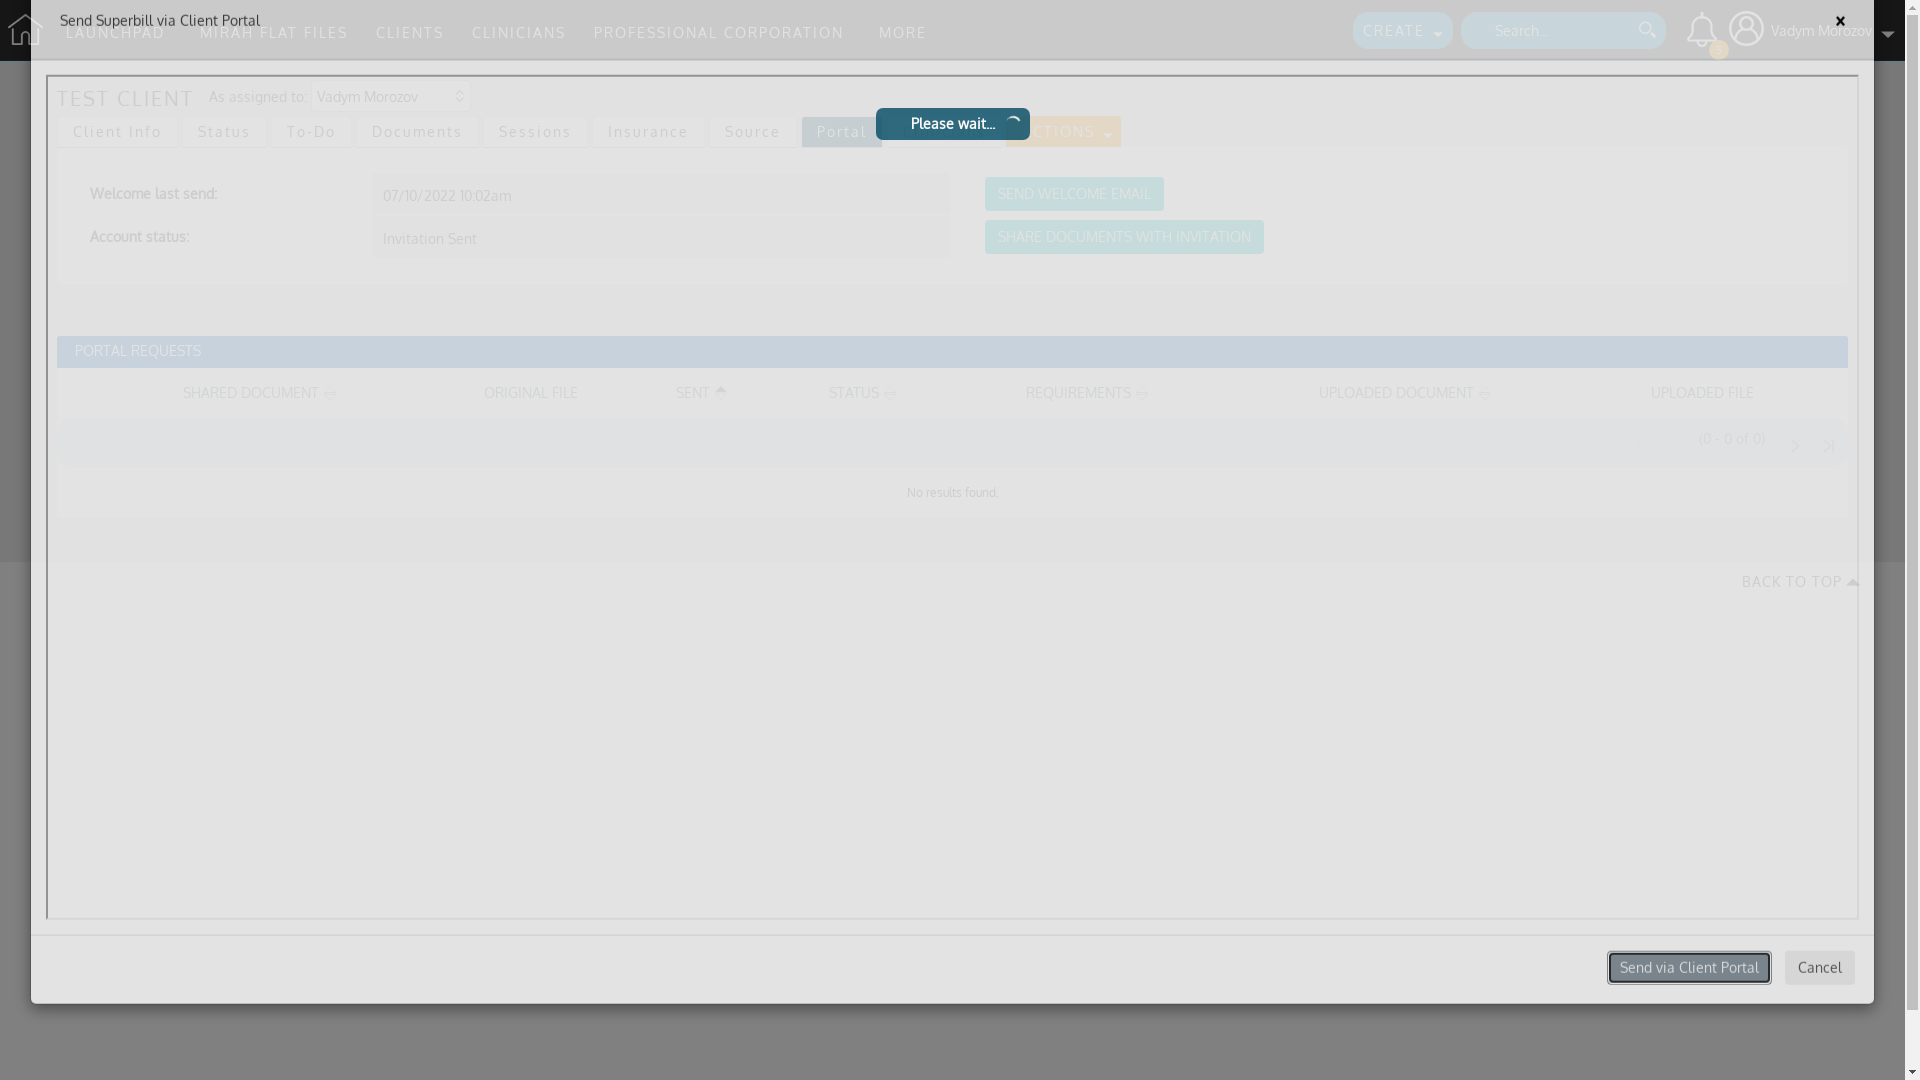 Send Superbill via Client Portal
LAUNCHPAD MIRAH FLAT FILES CLIENTS CLINICIANS PROFESSIONAL CORPORATION MORE
CREATE Search... Vadym Morozov
TEST CLIENT As assigned to: Vadym Morozov
Please wait...
Client Info Status To-Do Documents Sessions Insurance Source Portal CTIONS
Welcome last send: 07/10/2022 10:02am SEND WELCOME EMAIL
Account status: Invitation Sent SHARE DOCUMENTS WITH INVITATION
PORTAL REQUESTS
SHARED DOCUMENT ORIGINAL FILE SENT STATUS REQUIREMENTS UPLOADED DOCUMENT UPLOADED FILE
(0 - 0 of 0)
No results found.
BACK TO TOP
Send via Client Portal Cancel